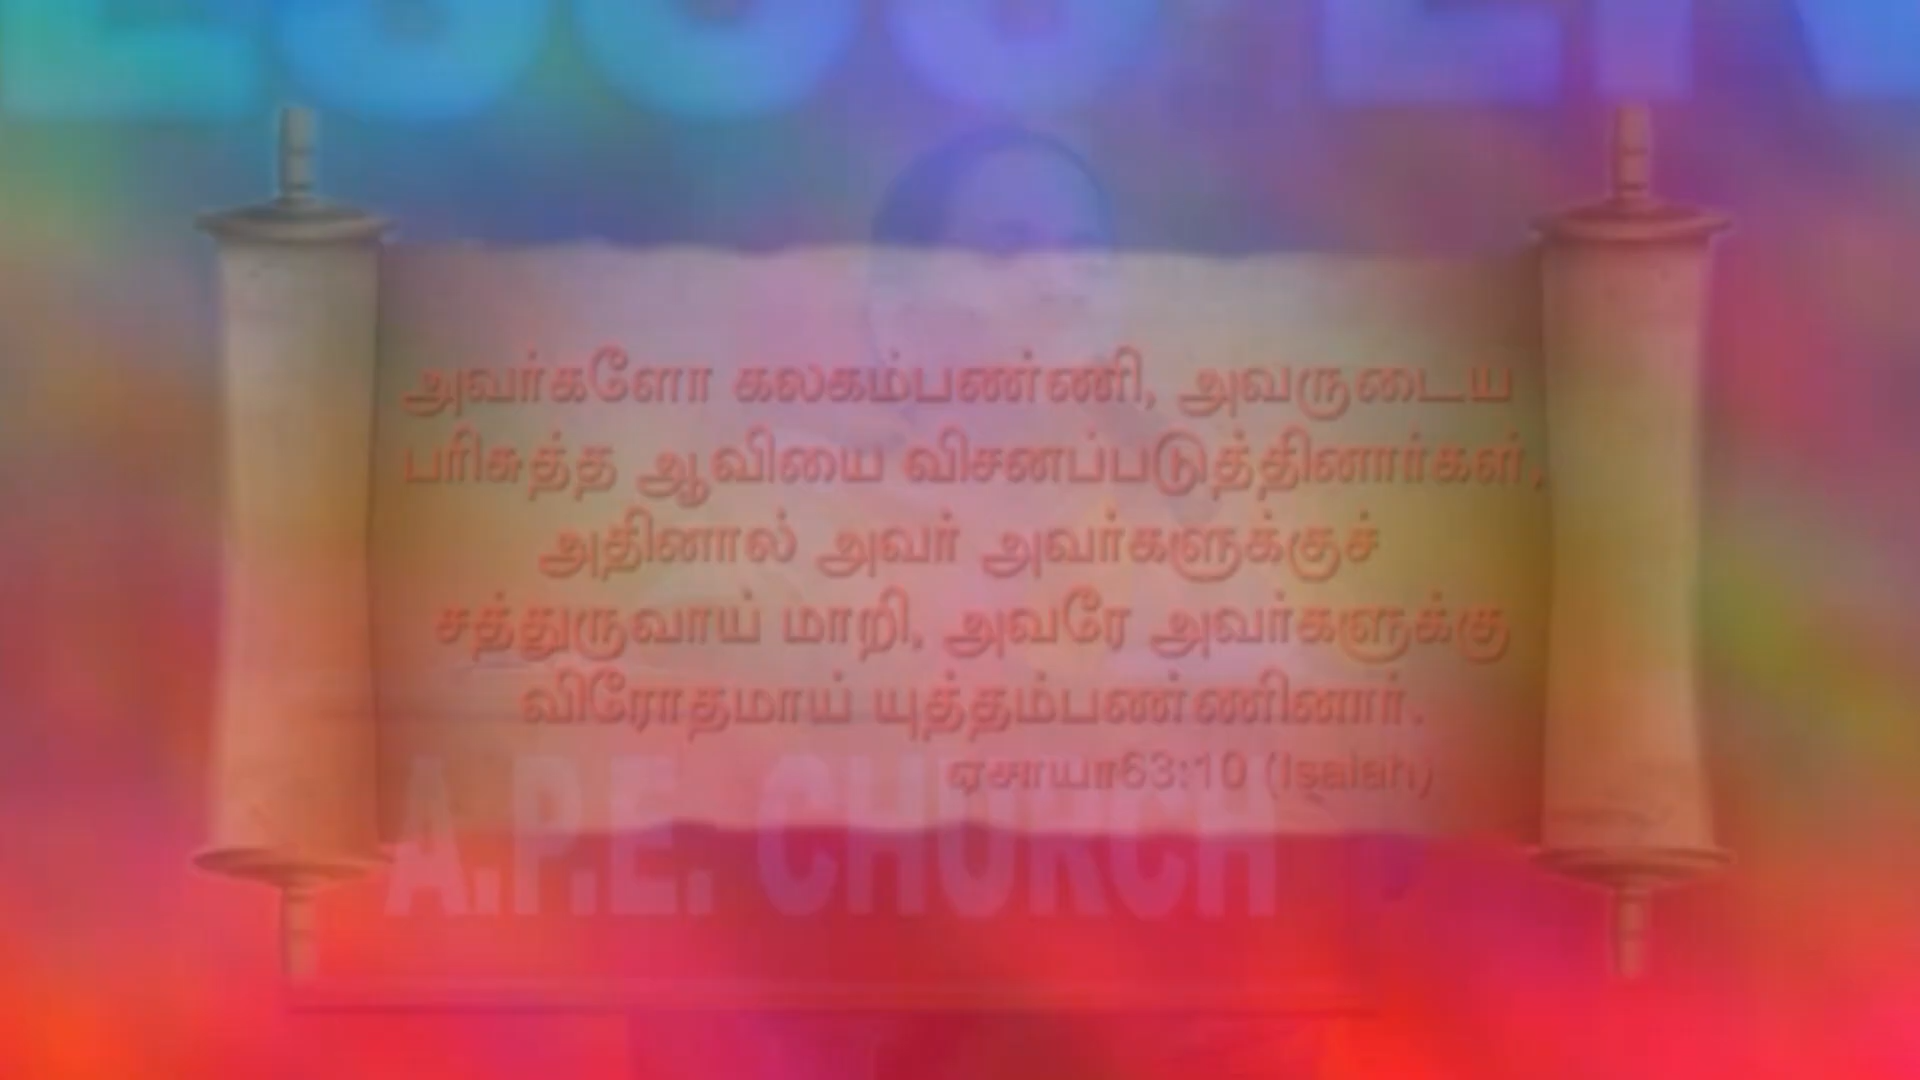 அவர்களோ கலகம்பண்ணி, அவருடைய
பரிசுத்த ஆவியை விசனப்படுத்தினார்கள்,
அதினால் அவர் அவர்களுக்குச்
சத்துருவாய் மாறி, அவரே அவர்களுக்கு
விரோதமாய் யுத்தம்பண்ணினார்.
ஏசாயா63:10 (Isaiah)
A.P.E. CHURCH